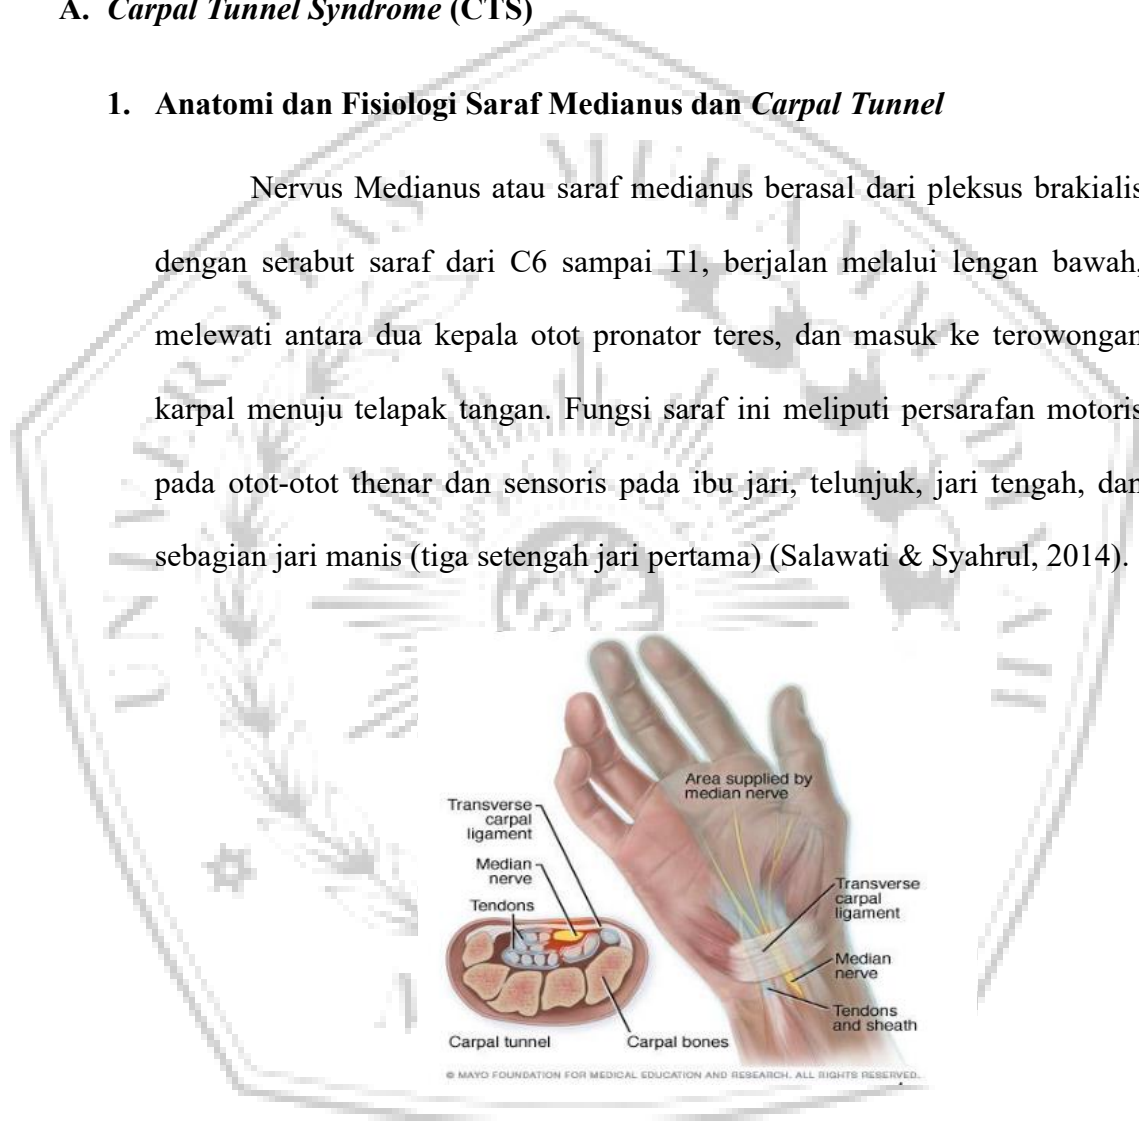 A. Carpal Tunnel Syndrome (CTS)
1. Anatomi dan Fisiologi Saraf Medianus dan Carpal Tunnel
Nervus Medianus atau saraf medianus berasal dari pleksus brakialis
dengan serabut saraf dari C6 sampai T1, berjalan melalui lengan bawah,
melewati antara dua kepala otot pronator teres, dan masuk ke terowongan
karpal menuju telapak tangan. Fungsi saraf ini meliputi persarafan motoris
pada otot-otot thenar dan sensoris pada ibu jari, telunjuk, jari tengah, dan
sebagian jari manis (tiga setengah jari pertama) (Salawati & Syahrul, 2014).
Area supplied by
median nerve
Transverse
carpal
ligament
Median
nerve
Tendons
Transverse
carpal
ligament
Median
nerve
Tendons
and sheath
Carpal tunnel
Carpal bones
© MAYO FOUNDATION FOR MEDICAL EDUCATION AND RESEARCH. ALL RIGHTS RESERVED.
UNIVERSITAS